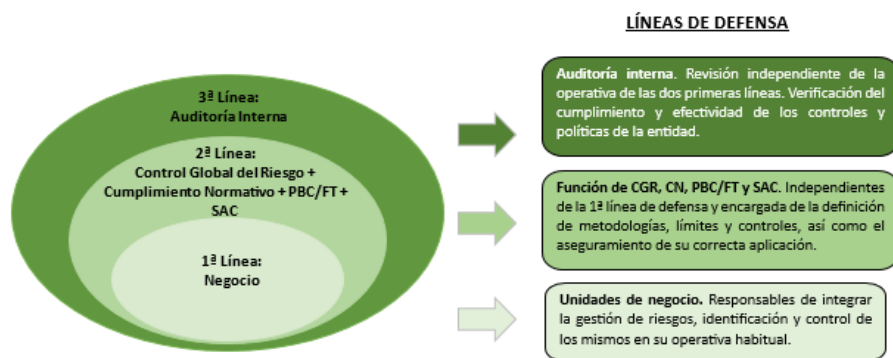 LÍNEAS DE DEFENSA
3ª Línea:
Auditoría Interna
2ª Línea:
Control Global del Riesgo +
Cumplimiento Normativo + PBC/FT +
SAC
1ª Línea:
Negocio
Auditoría interna. Revisión independiente de la
operativa de las dos primeras líneas. Verificación del
cumplimiento y efectividad de los controles y
políticas de la entidad.
Función de CGR, CN, PBC/FT y SAC. Independientes
de la 1ª línea de defensa y encargada de la definición
de metodologías, límites y controles, así como el
aseguramiento de su correcta aplicación.
Unidades de negocio. Responsables de integrar
la gestión de riesgos, identificación y control
de los mismos en su operativa habitual.